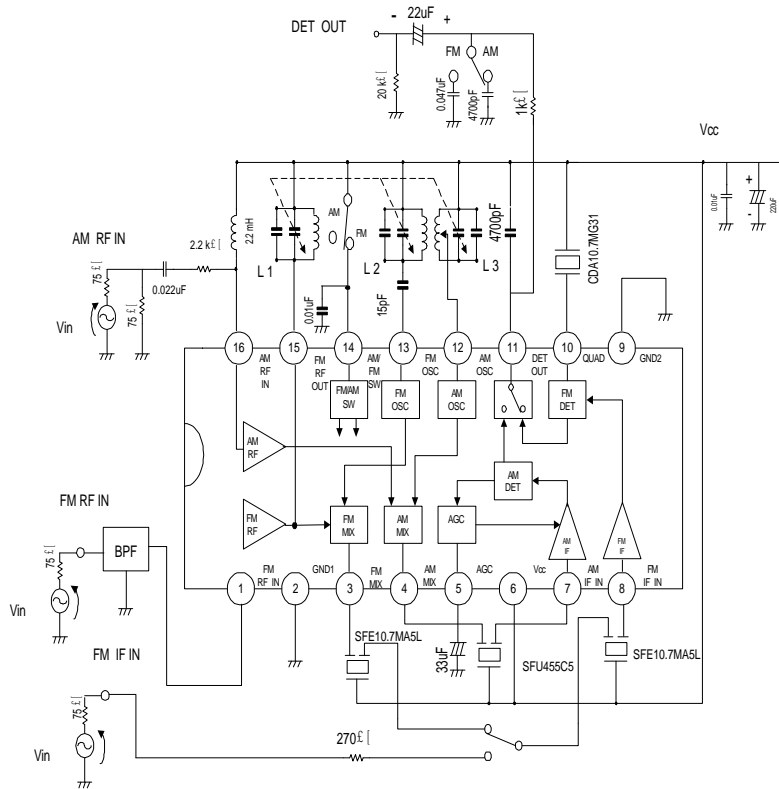 DET OUT
- 22uF +
FM AM
20 k£ [
0.047uF
4700pF
1k£ [
Vcc
AM RF IN
2.2 mH
2.2 k£ [
0.022uF
75 £ [
75 £ [
Vin
L 1
AM
FM
L 2
L 3
4700pF
CDA10.7MG31
0.01uF
+
-
220uF
0.01uF
15pF
16 15 14 13 12 11 10 9
AM RF IN
FM RF OUT
AM/ FM SW
FM OSC
AM OSC
DET OUT
QUAD
GND2
FM/AM SW
FM OSC
AM OSC
FM DET
AM RF
AM DET
FM RF
FM MIX
AM MIX
AGC
AM IF
FM IF
FM RF IN
BPF
75 £ [
Vin
1 2 3 4 5 6 7 8
FM RF IN
GND1
FM MIX
AM MIX
AGC
Vcc
AM IF IN
FM IF IN
SFE10.7MA5L
33uF
SFU455C5
SFE10.7MA5L
FM IF IN
75 £ [
Vin
270£ [